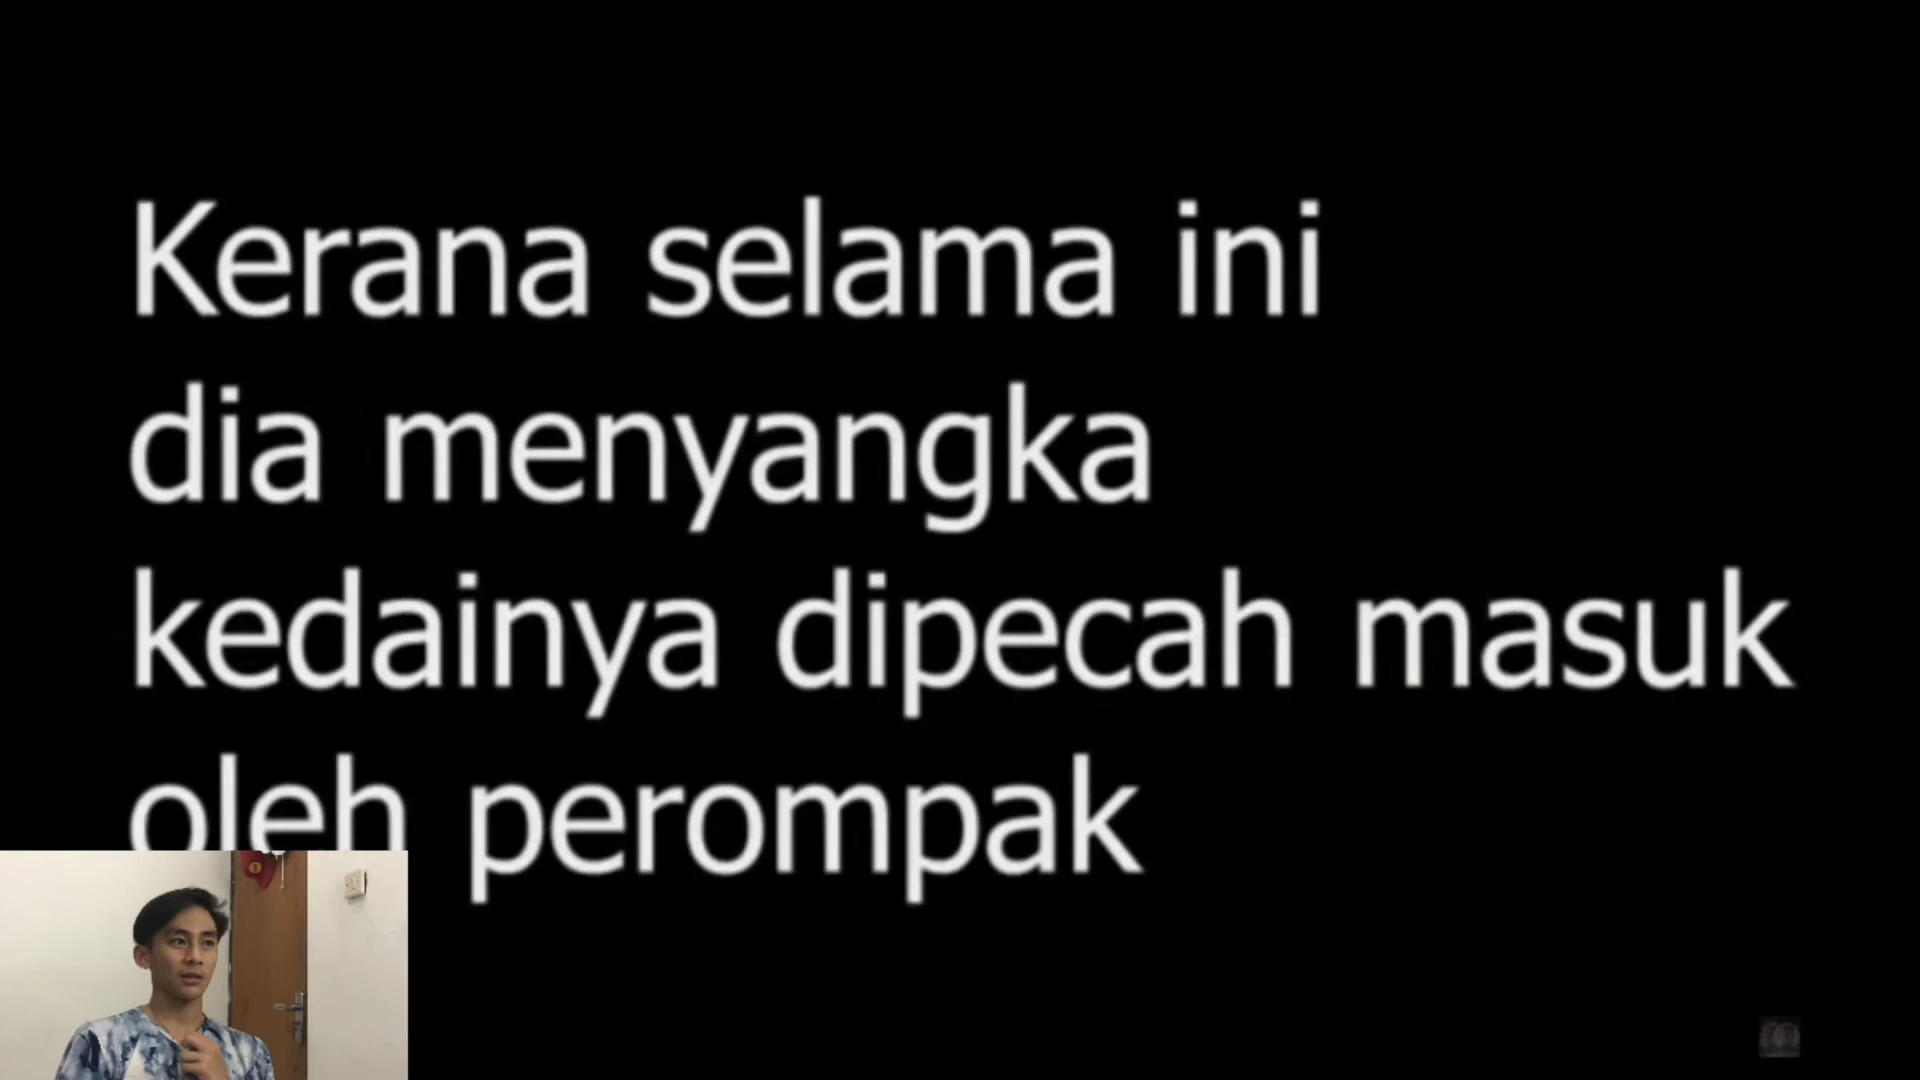 Kerana selama ini
dia menyangka
kedainya dipecah masuk
oleh perompak